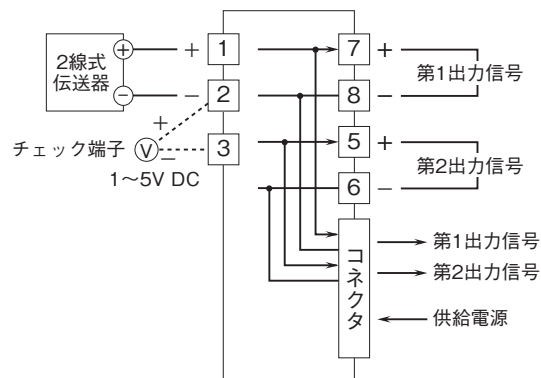 2線式
伝送器
+
−
+ 1
− 2
+
3
チェック端子 V −
1～5V DC
7 +
第1出力信号
8 −
5 +
第2出力信号
6 −
コネクタ
第1出力信号
第2出力信号
供給電源